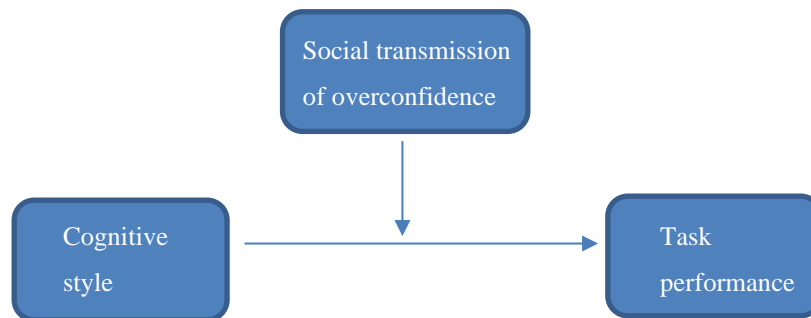 Social transmission
of overconfidence
Cognitive
style
Task
performance